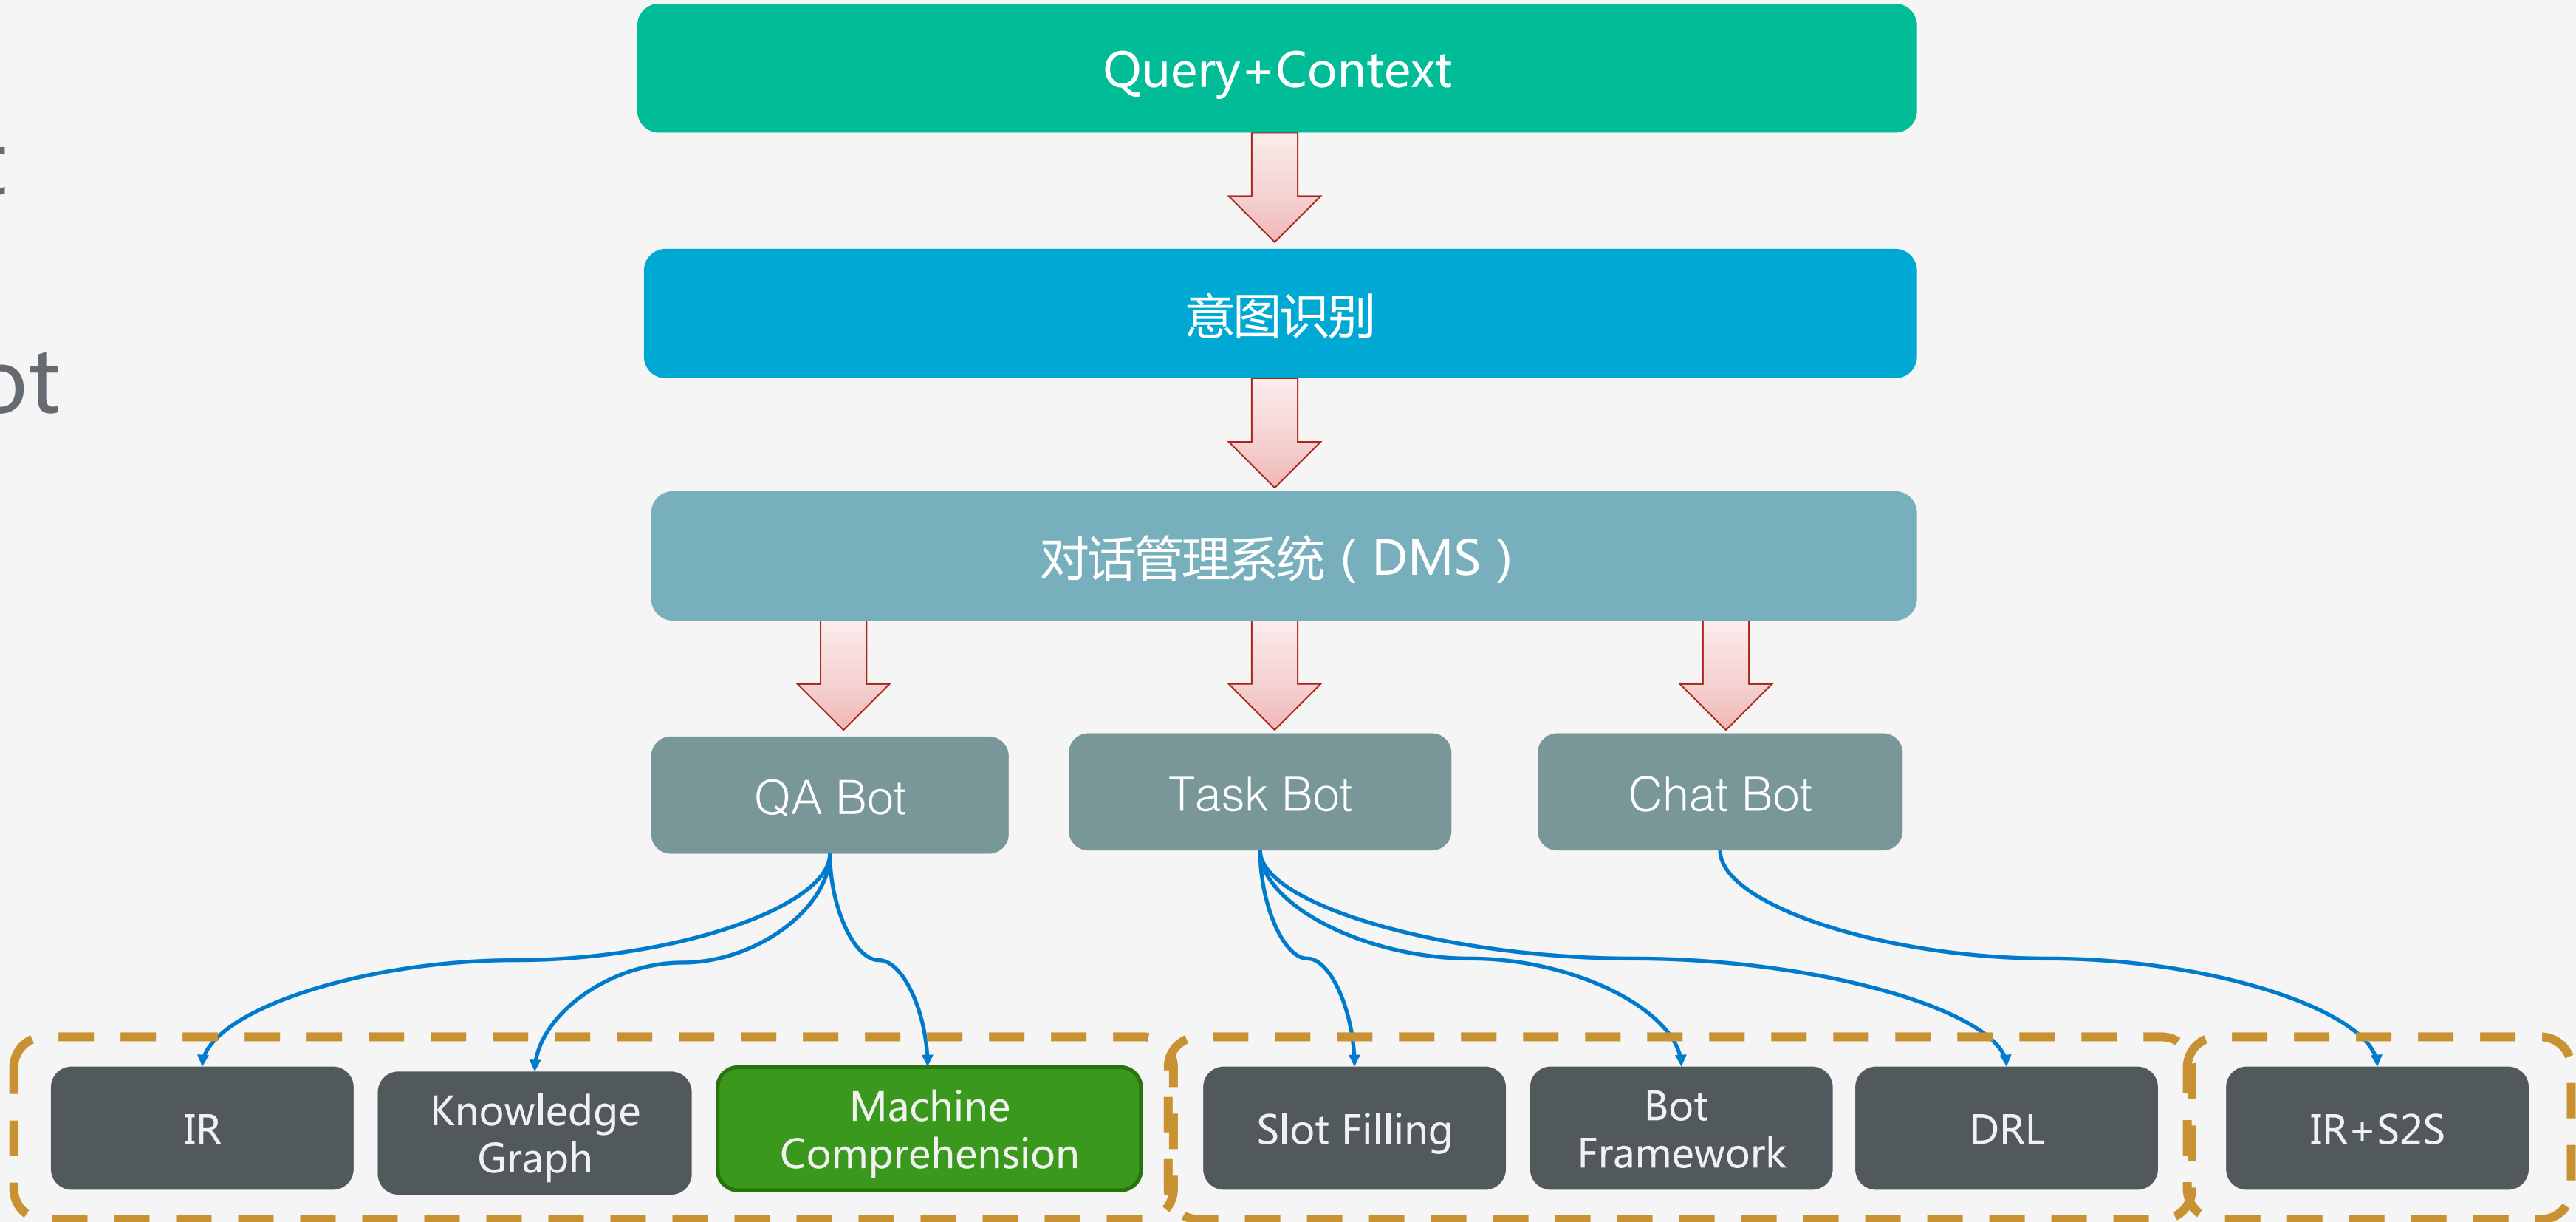 Query+Context
意图识别
对话管理系统（DMS）
QA Bot
Task Bot
Chat Bot
IR
Knowledge
Graph
Machine
Comprehension
Slot Filling
Bot
Framework
DRL
IR+S2S